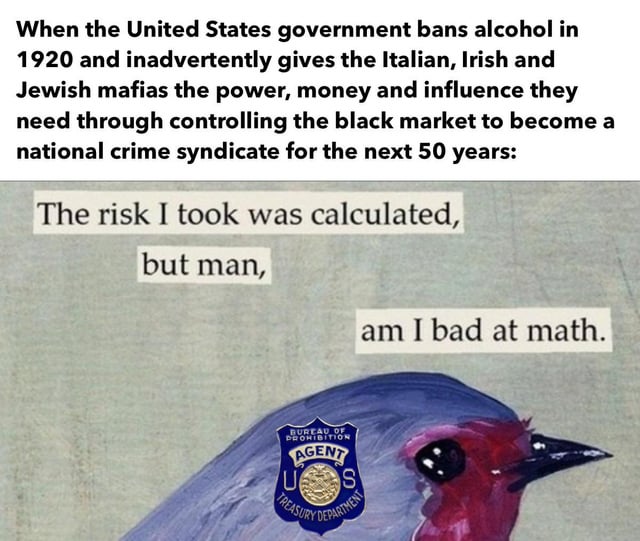 When the United States government bans alcohol in
1920 and inadvertently gives the Italian, Irish and
Jewish mafias the power, money and influence they
need through controlling the black market to become a
national crime syndicate for the next 50 years:
The risk I took was calculated,
but man,
am I bad at math.
BUREAU OF
PROHIBITION
AGENT
U S
TREASURY DEPARTMENT